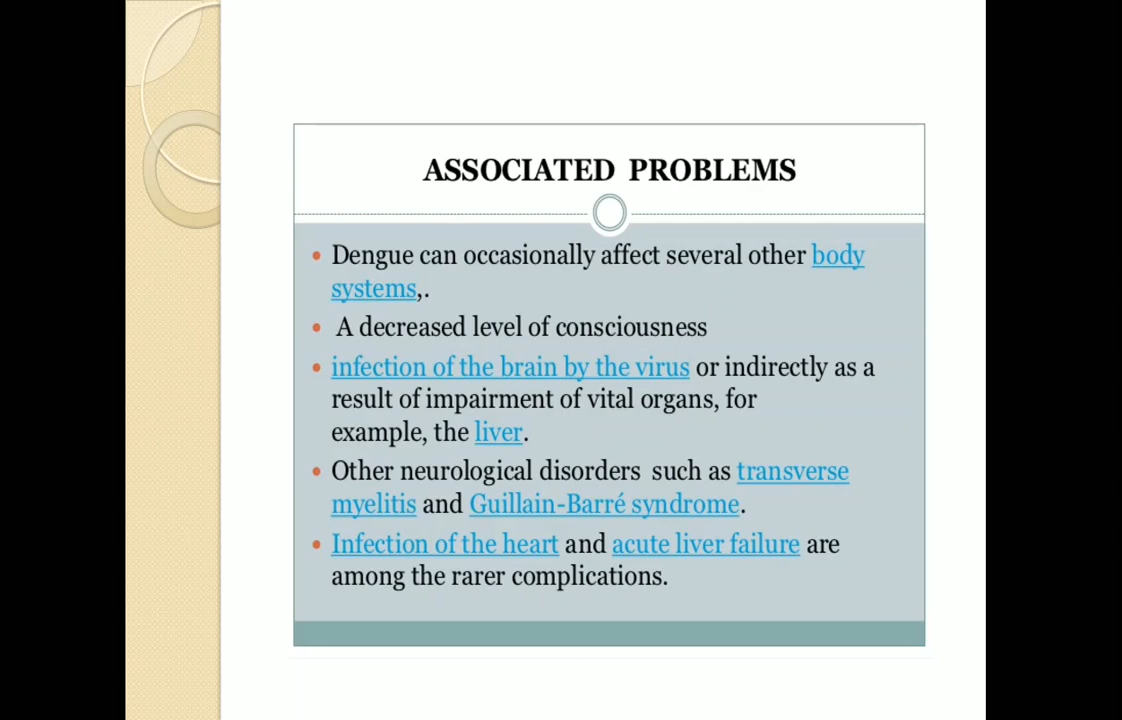 ASSOCIATED PROBLEMS
• Dengue can occasionally affect several other body
systems,.
• A decreased level of consciousness
• infection of the brain by the virus or indirectly as a
result of impairment of vital organs, for
example, the liver.
• Other neurological disorders such as transverse
myelitis and Guillain-Barré syndrome.
• Infection of the heart and acute liver failure are
among the rarer complications.